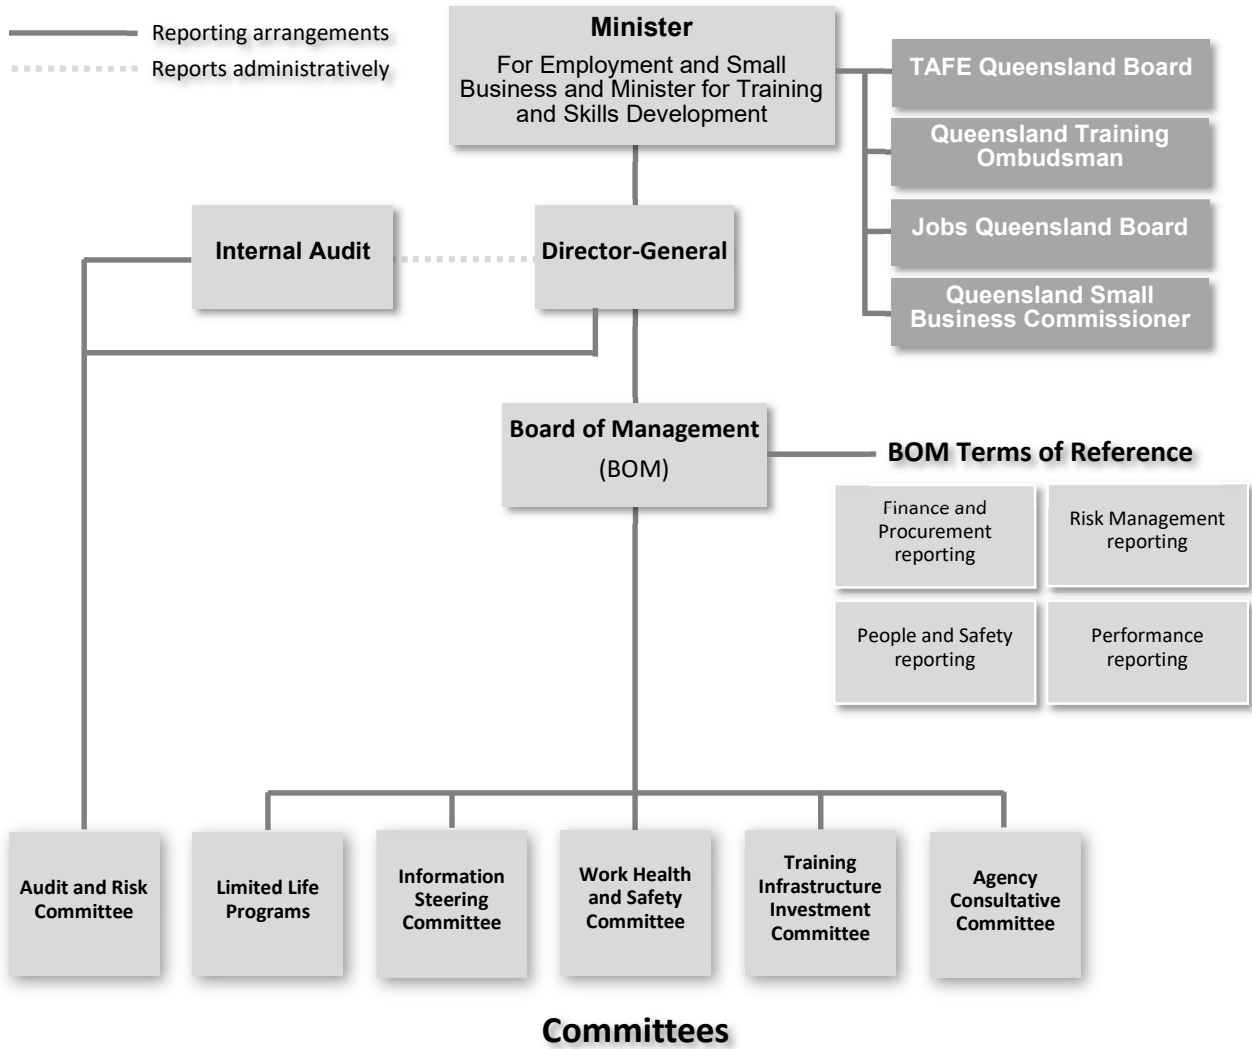 Reporting arrangements
Reports administratively
Minister
For Employment and Small
Business and Minister for Training
and Skills Development
TAFE Queensland Board
Queensland Training
Ombudsman
Jobs Queensland Board
Queensland Small
Business Commissioner
Internal Audit
Director-General
Board of Management
(BOM)
BOM Terms of Reference
Finance and
Procurement
reporting
Risk Management
reporting
People and Safety
reporting
Performance
reporting
Audit and Risk
Committee
Limited Life
Programs
Information
Steering
Committee
Work Health
and Safety
Committee
Training
Infrastructure
Investment
Committee
Agency
Consultative
Committee
Committees